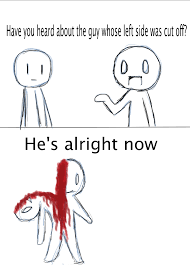 Have you heard about the guy whose left side was cut off?
He's alright now